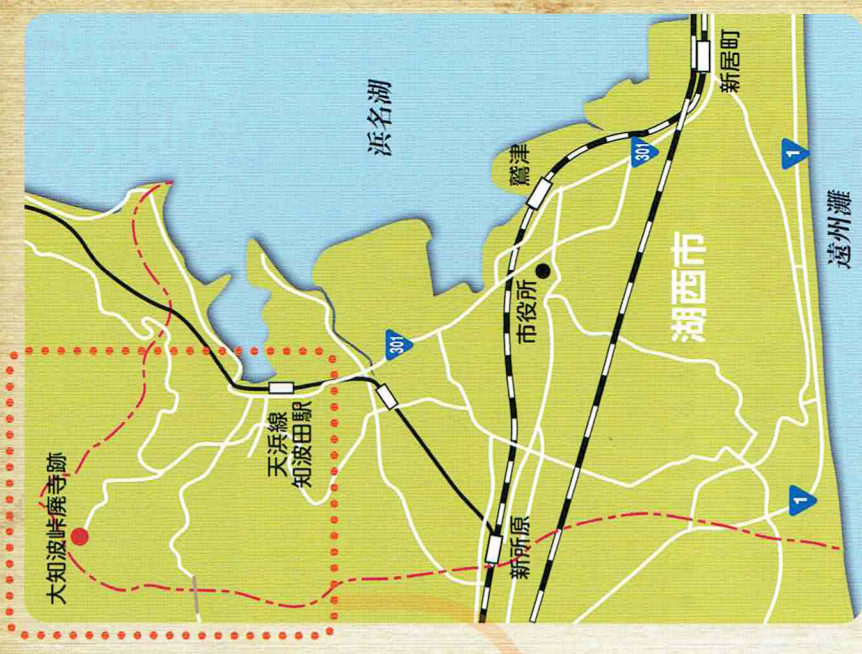 大知波峠廃寺跡
天浜線
知波田駅
浜名湖
301
鷲津
301
市役所
新所原
湖西市
新居町
1
1
遠州灘